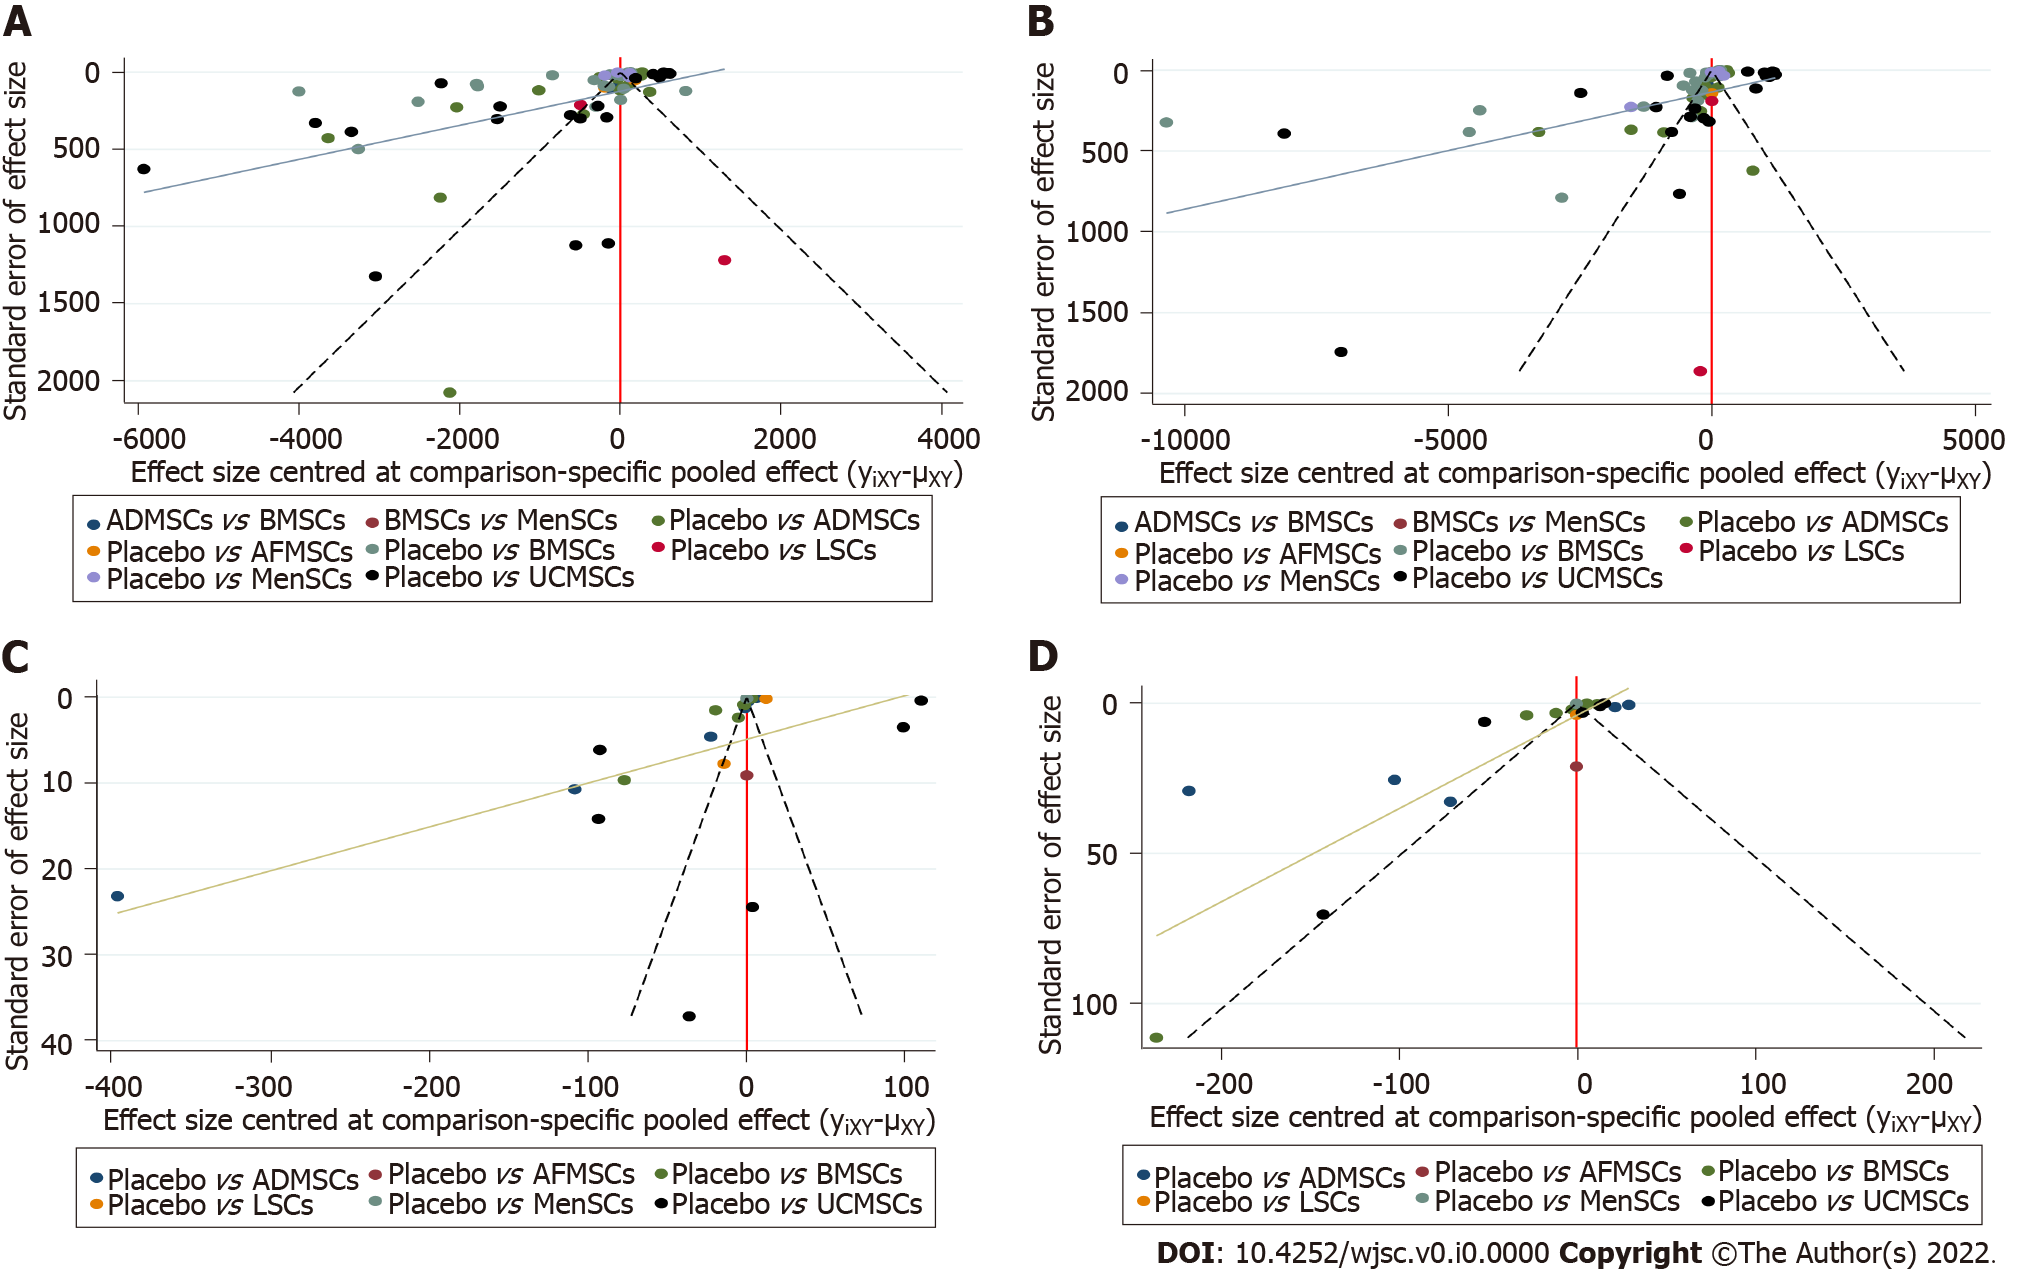 A
Standard error of effect size
0
500
1000
1500
2000
-6000 -4000 -2000 0 2000 4000
Effect size centred at comparison-specific pooled effect (yiXY-μXY)
ADMSCs vs BMSCs BMSCs vs MenSCs Placebo vs ADMSCs
Placebo vs AFMSCs Placebo vs BMSCs Placebo vs LSCs
Placebo vs MenSCs Placebo vs UCMSCs
B
Standard error of effect size
0
500
1000
1500
2000
-10000 -5000 0 5000
Effect size centred at comparison-specific pooled effect (yiXY-μXY)
ADMSCs vs BMSCs BMSCs vs MenSCs Placebo vs ADMSCs
Placebo vs AFMSCs Placebo vs BMSCs Placebo vs LSCs
Placebo vs MenSCs Placebo vs UCMSCs
C
Standard error of effect size
0
10
20
30
40
-400 -300 -200 -100 0 100
Effect size centred at comparison-specific pooled effect (yiXY-μXY)
Placebo vs ADMSCs Placebo vs AFMSCs Placebo vs BMSCs
Placebo vs LSCs Placebo vs MenSCs Placebo vs UCMSCs
D
Standard error of effect size
0
50
100
-200 -100 0 100 200
Effect size centred at comparison-specific pooled effect (yiXY-μXY)
Placebo vs ADMSCs Placebo vs AFMSCs Placebo vs BMSCs
Placebo vs LSCs Placebo vs MenSCs Placebo vs UCMSCs
DOI: 10.4252/wjsc.v0.i0.0000 Copyright ©The Author(s) 2022.